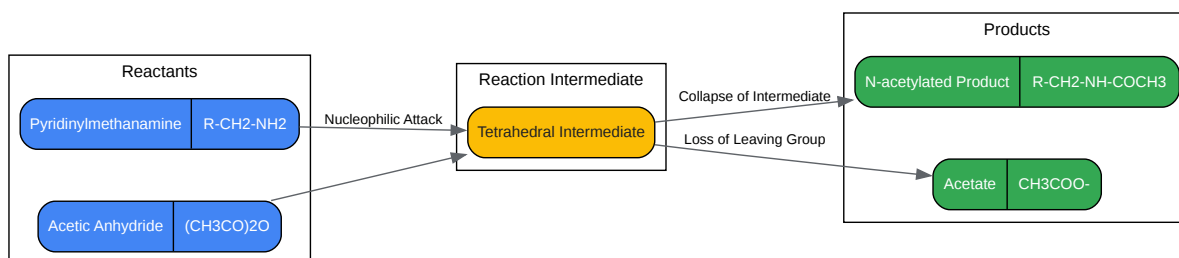 Reactants
Pyridinylmethanamine R-CH2-NH2
Acetic Anhydride (CH3CO)2O
Nucleophilic Attack
Reaction Intermediate
Tetrahedral Intermediate
Collapse of Intermediate
Loss of Leaving Group
Products
N-acetylated Product R-CH2-NH-COCH3
Acetate CH3COO-